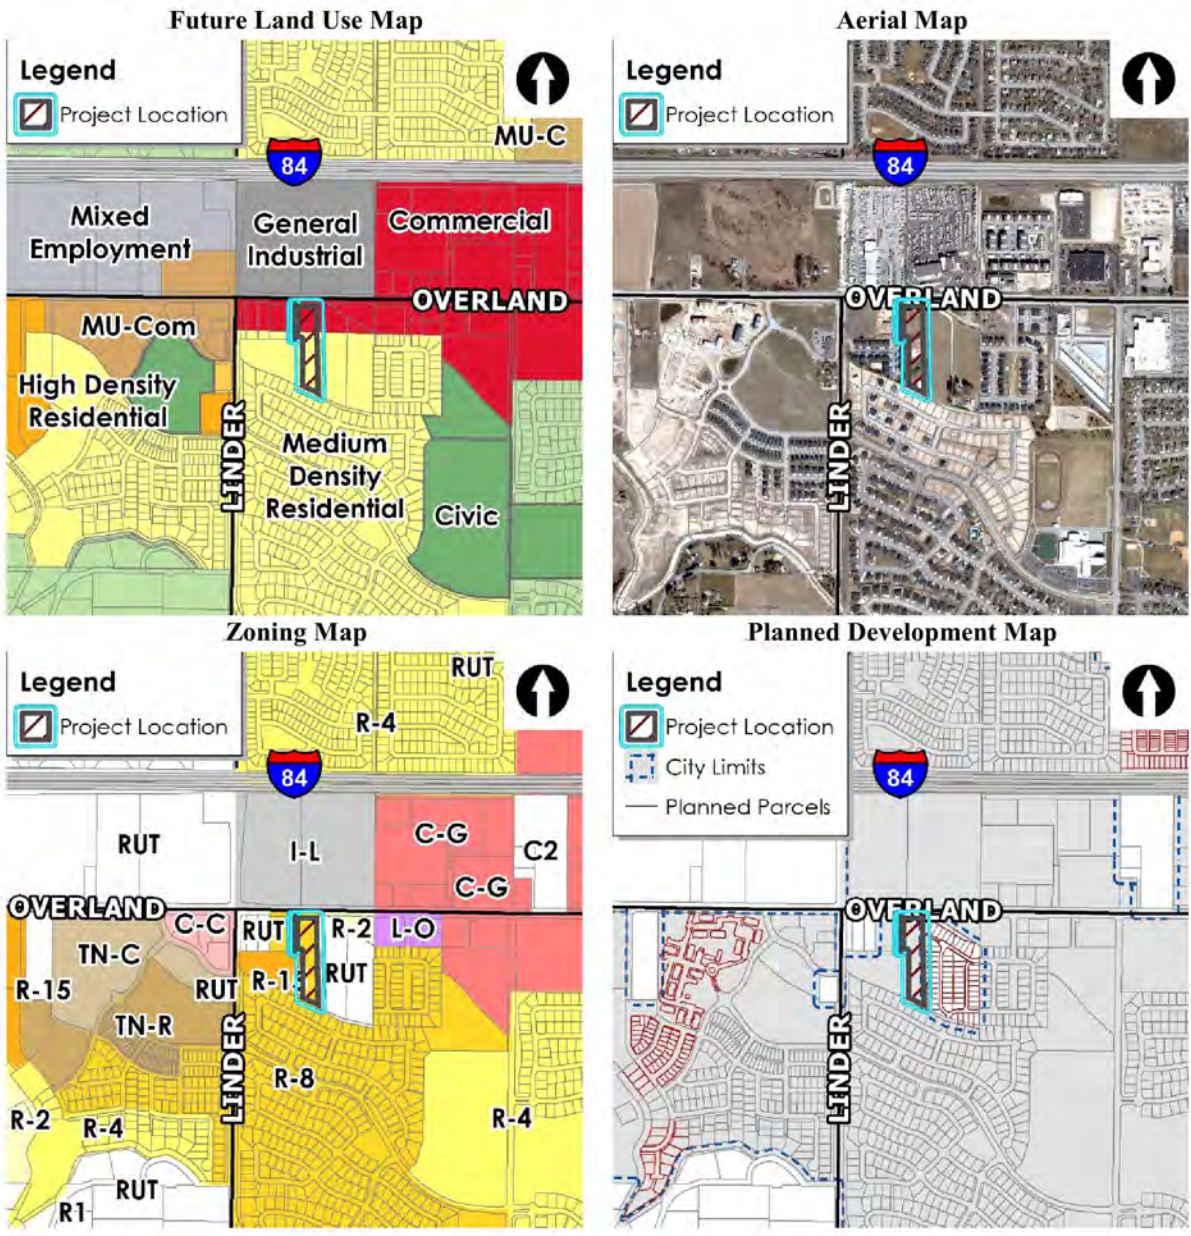 Future Land Use Map
Legend
Project Location
MU-C
84
Mixed
Employment
General
Industrial
Commercial
OVERLAND
MU-Com
High Density
Residential
LINDER
Medium
Density
Residential
Civic
Aerial Map
Legend
Project Location
84
OVERLAND
LINDER
Zoning Map
Legend
Project Location
RUT
R-4
84
RUT
I-L
C-G
C2
C-G
OVERLAND
C-C
RUT
R-2
L-O
TN-C
R-15
RUT
R-1
RUT
TN-R
LINDER
R-8
R-2
R-4
R-4
RUT
R1
Planned Development Map
Legend
Project Location
City Limits
Planned Parcels
84
OVERLAND
LINDER